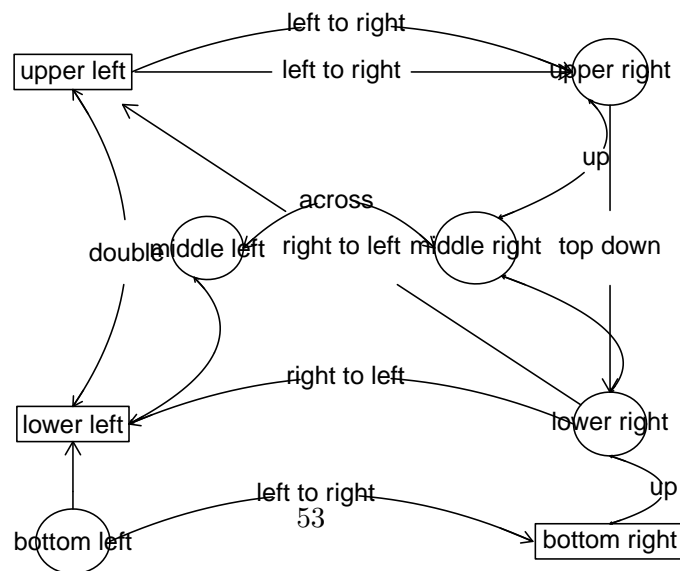 left to right
upper left
left to right
upper right
up
across
double
middle left
right to left
middle right
top down
right to left
lower left
lower right
left to right
up
53
bottom left
bottom right